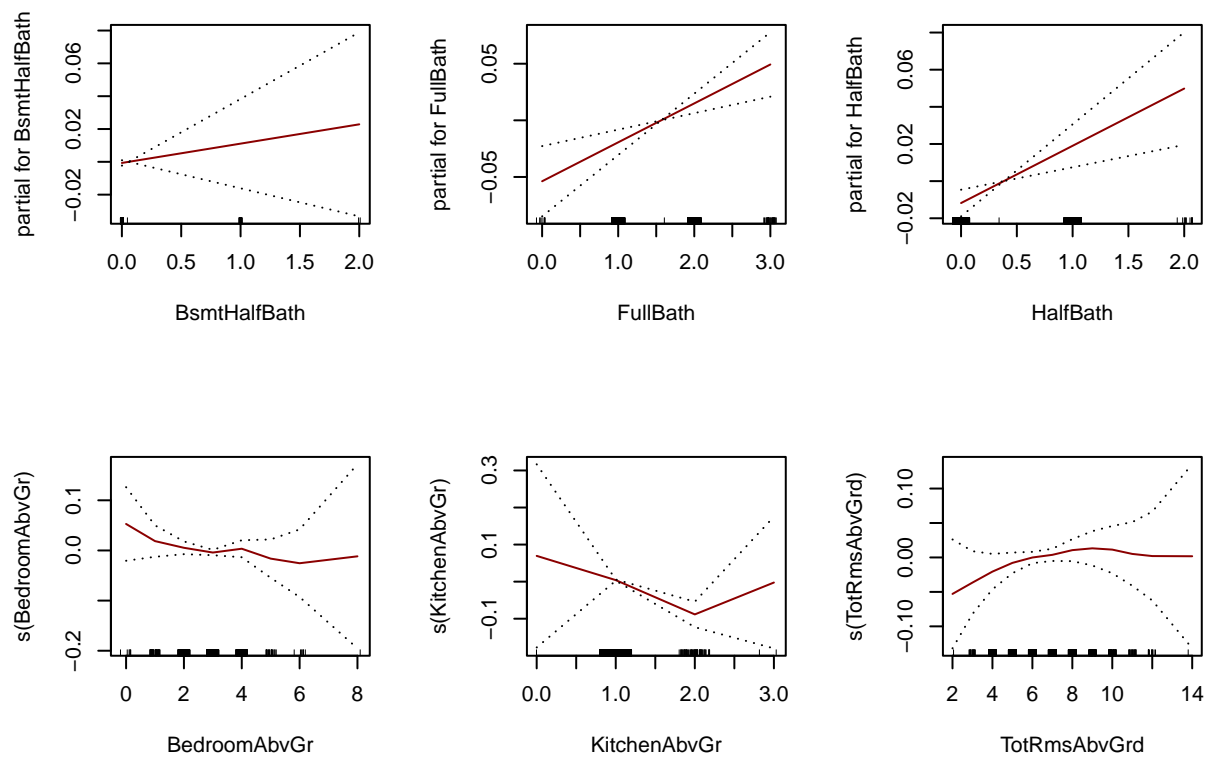 partial for BsmtHalfBath
−0.02 0.02 0.06
0.0 0.5 1.0 1.5 2.0
BsmtHalfBath
partial for FullBath
−0.05 0.05
0.0 1.0 2.0 3.0
FullBath
partial for HalfBath
−0.02 0.02 0.06
0.0 0.5 1.0 1.5 2.0
HalfBath
s(BedroomAbvGr)
−0.2 0.0 0.1
0 2 4 6 8
BedroomAbvGr
s(KitchenAbvGr)
−0.1 0.1 0.3
0.0 1.0 2.0 3.0
KitchenAbvGr
s(TotRmsAbvGrd)
−0.10 0.00 0.10
2 4 6 8 10 14
TotRmsAbvGrd